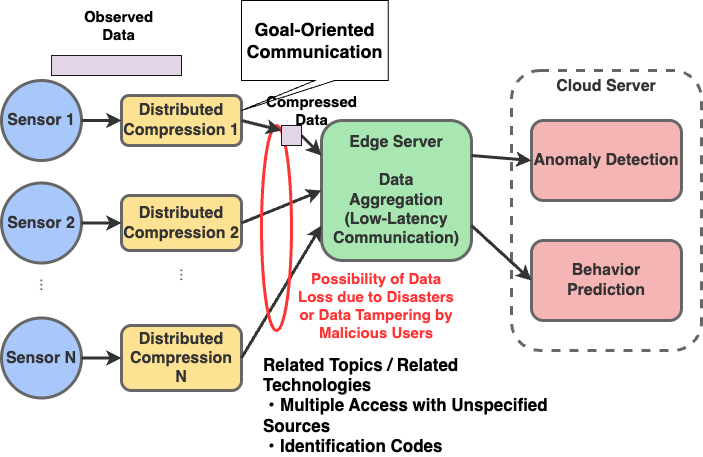 Observed
Data
Goal-Oriented
Communication
Sensor 1
Distributed
Compression 1
Compressed
Data
Sensor 2
Distributed
Compression 2
⋮
⋮
Sensor N
Distributed
Compression
N
Edge Server
Data
Aggregation
(Low-Latency
Communication)
Cloud Server
Anomaly Detection
Behavior
Prediction
Possibility of Data
Loss due to Disasters
or Data Tampering by
Malicious Users
Related Topics / Related
Technologies
・Multiple Access with Unspecified
Sources
・Identification Codes